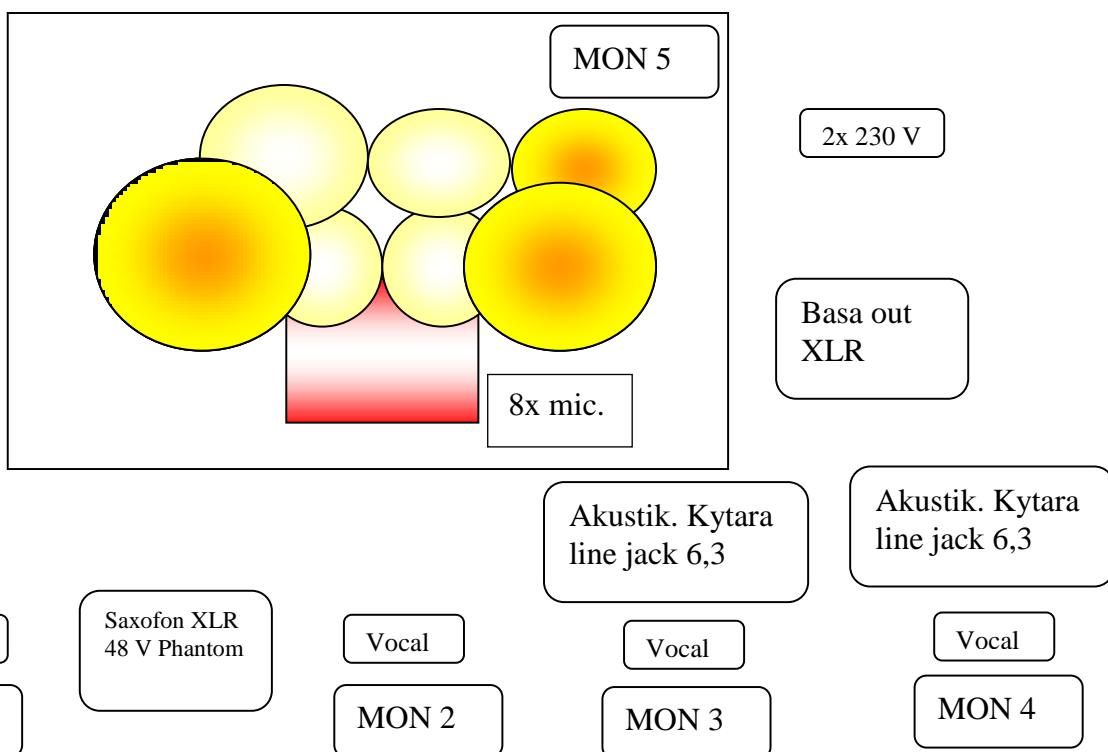 MON 5
2x 230 V
Basa out
XLR
8x mic.
Akustik. Kytara
line jack 6,3
Akustik. Kytara
line jack 6,3
Saxofon XLR
48 V Phantom
Vocal
Vocal
Vocal
MON 2
MON 3
MON 4